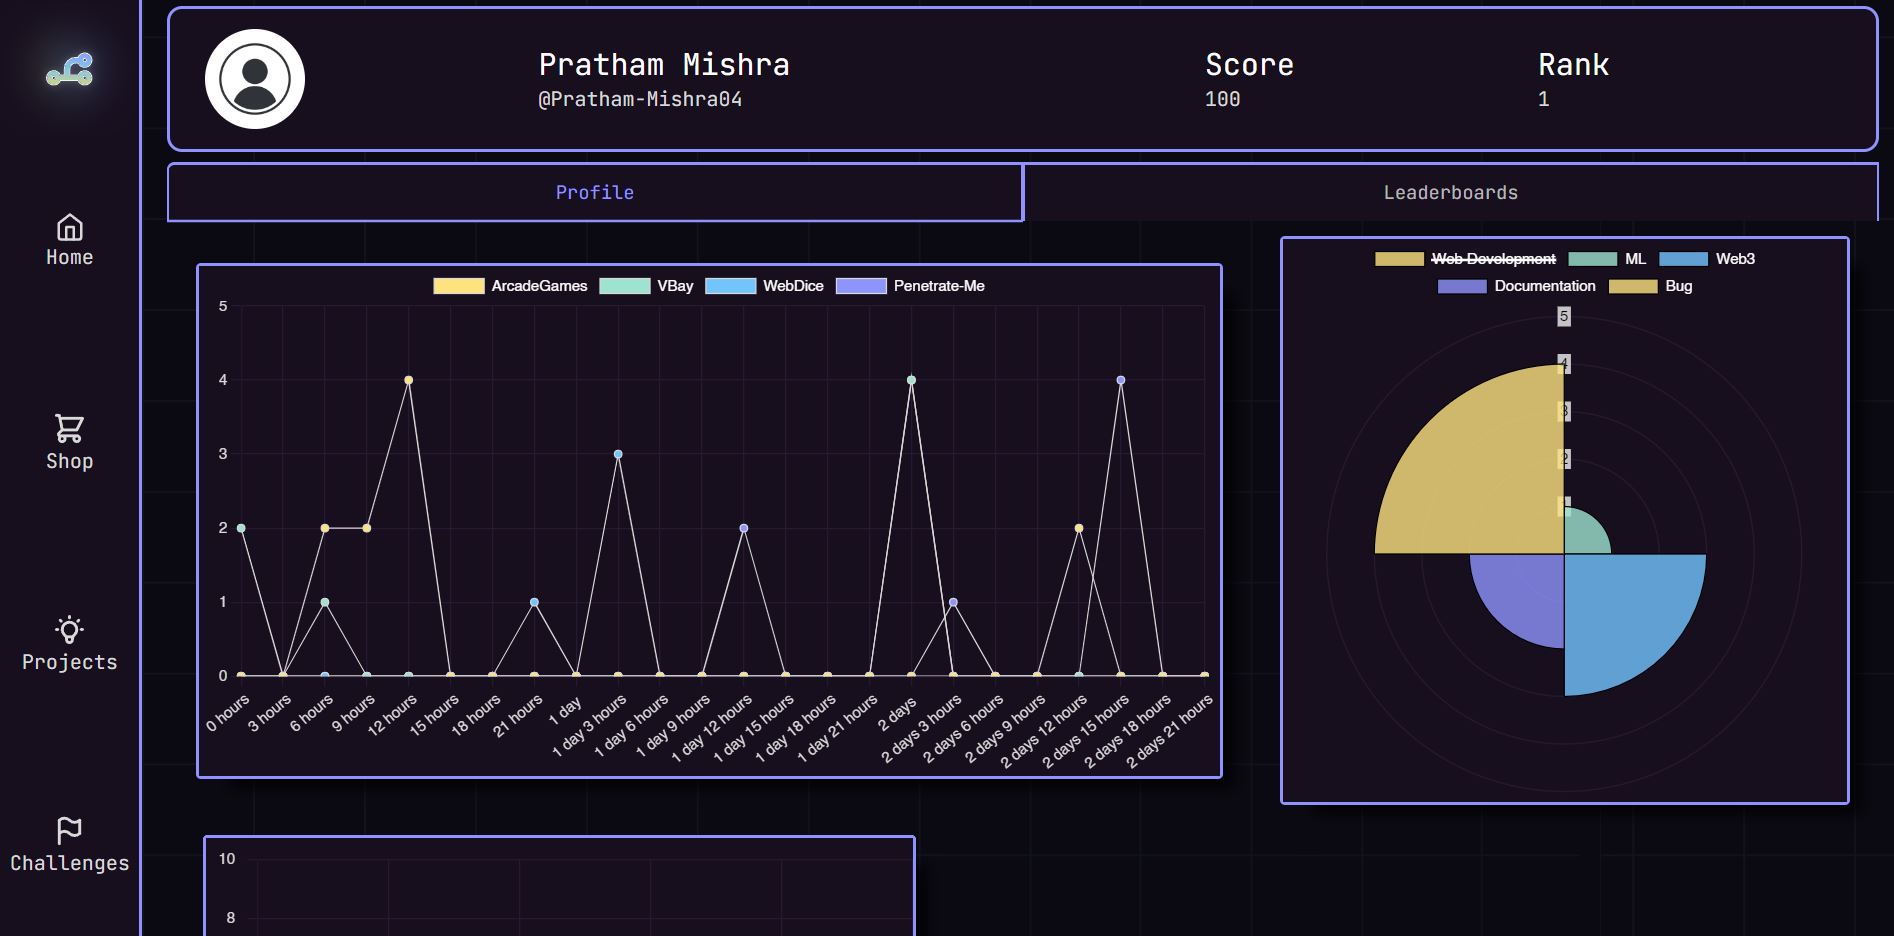 Pratham Mishra
@Pratham-Mishra04
Score
100
Rank
1
Profile
Leaderboards
Home
Shop
Projects
Challenges
ArcadeGames VBay WebDice Penetrate-Me
5
4
3
2
1
0
0 hours
3 hours
6 hours
9 hours
12 hours
15 hours
18 hours
21 hours
1 day
1 day 3 hours
1 day 6 hours
1 day 9 hours
1 day 12 hours
1 day 15 hours
1 day 18 hours
1 day 21 hours
2 days
2 days 3 hours
2 days 6 hours
2 days 9 hours
2 days 12 hours
2 days 15 hours
2 days 18 hours
2 days 21 hours
Web Development ML Web3
Documentation Bug
5
4
3
2
1
10
8